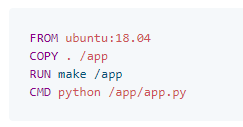 FROM ubuntu:18.04
COPY . /app
RUN make /app
CMD python /app/app.py